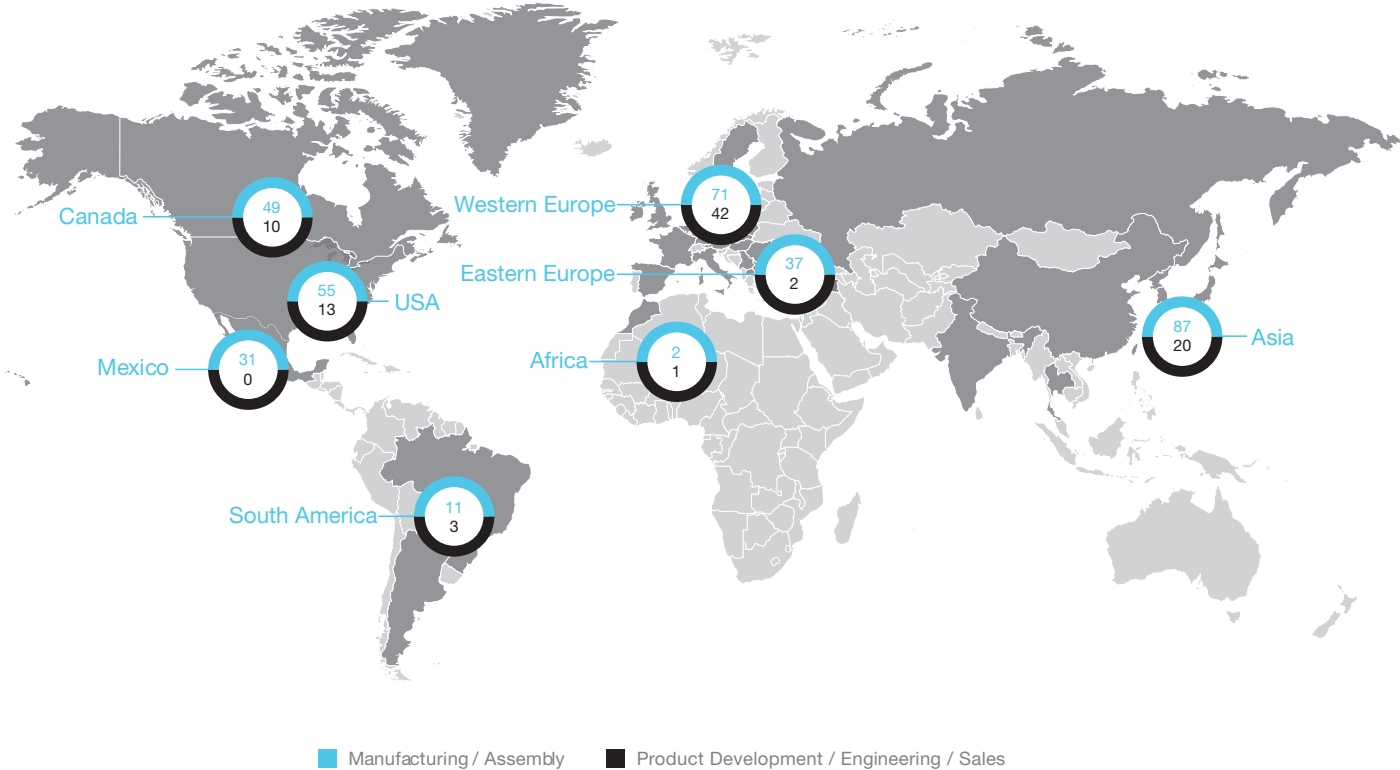 Canada
49
10
55
13
USA
Mexico
31
0
South America
11
3
Western Europe
71
42
Eastern Europe
37
2
Africa
2
1
87
20
Asia
Manufacturing / Assembly
Product Development / Engineering / Sales